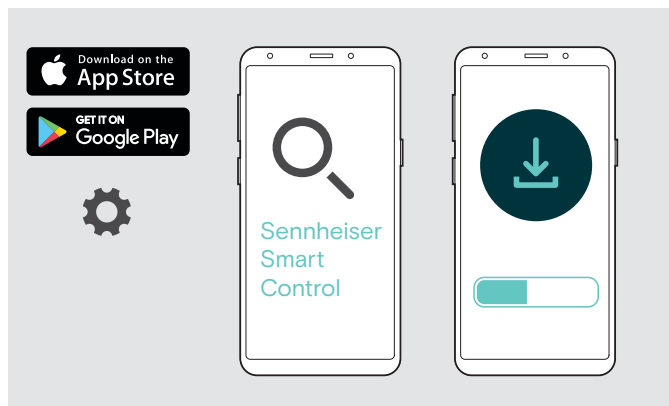 Download on the
App Store
GET IT ON
Google Play
Sennheiser
Smart
Control